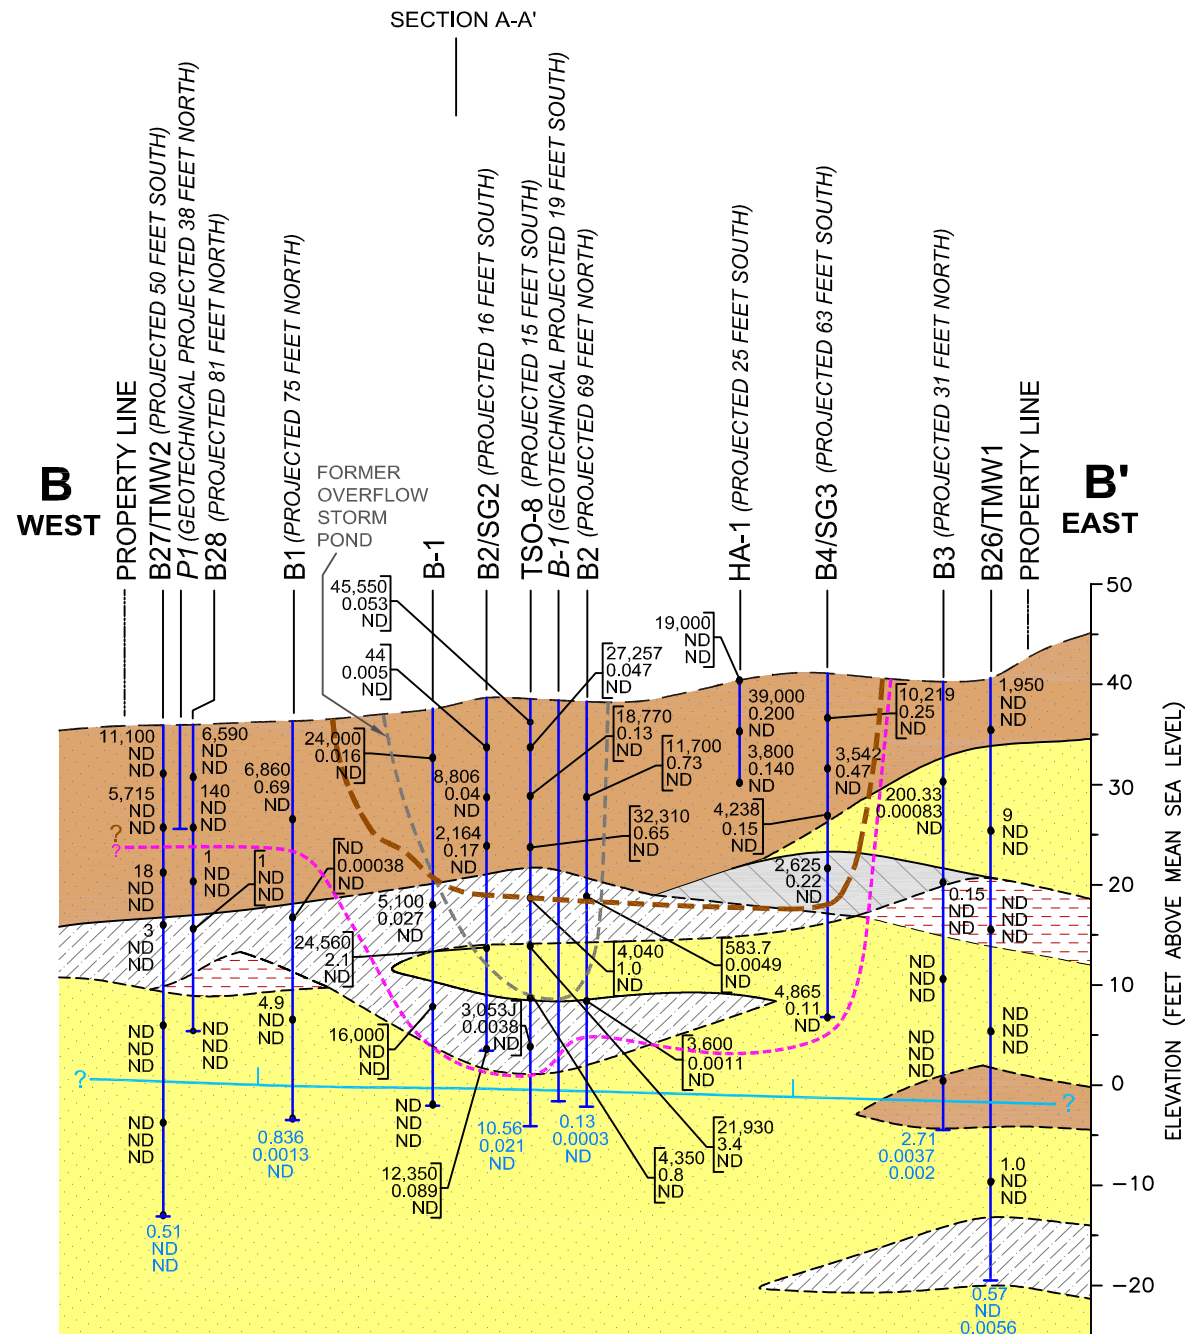 SECTION A-A'
PROPERTY LINE
B27/TMW2 (PROJECTED 50 FEET SOUTH)
P1 (GEOTECHNICAL PROJECTED 38 FEET NORTH)
B28 (PROJECTED 81 FEET NORTH)
B1 (PROJECTED 75 FEET NORTH)
B-1
B2/SG2 (PROJECTED 16 FEET SOUTH)
TSO-8 (PROJECTED 15 FEET SOUTH)
B-1 (GEOTECHNICAL PROJECTED 19 FEET SOUTH)
B2 (PROJECTED 69 FEET NORTH)
HA-1 (PROJECTED 25 FEET SOUTH)
B4/SG3 (PROJECTED 63 FEET SOUTH)
B3 (PROJECTED 31 FEET NORTH)
B26/TMW1
PROPERTY LINE
B
WEST
B'
EAST
FORMER
OVERFLOW
STORM
POND
50
40
30
20
10
0
−10
−20
ELEVATION (FEET ABOVE MEAN SEA LEVEL)
45,550
0.053
ND
44
0.005
ND
27,257
0.047
ND
19,000
ND
ND
11,100
ND
ND
6,590
ND
ND
24,000
0.016
ND
18,770
0.13
ND
39,000
0.200
ND
10,219
0.25
ND
1,950
ND
ND
5,715
ND
ND
140
ND
ND
6,860
0.69
ND
8,806
0.04
ND
11,700
0.73
ND
3,800
0.140
ND
3,542
0.47
ND
200.33
0.00083
ND
9
ND
ND
?
?
2,164
0.17
ND
32,310
0.65
ND
4,238
0.15
ND
18
ND
ND
1
ND
ND
1
ND
ND
ND
0.00038
ND
2,625
0.22
ND
0.15
ND
ND
ND
ND
ND
3
ND
ND
5,100
0.027
ND
24,560
2.1
ND
4,040
1.0
ND
583.7
0.0049
ND
ND
ND
ND
4.9
ND
ND
3,053J
0.0038
ND
4,865
0.11
ND
ND
ND
ND
ND
ND
ND
ND
ND
ND
16,000
ND
ND
3,600
0.0011
ND
ND
ND
ND
?
?
ND
ND
ND
ND
ND
ND
0.836
0.0013
ND
10.56
0.021
ND
0.13
0.0003
ND
21,930
3.4
ND
2.71
0.0037
0.002
12,350
0.089
ND
4,350
0.8
ND
1.0
ND
ND
0.51
ND
ND
0.57
ND
0.0056